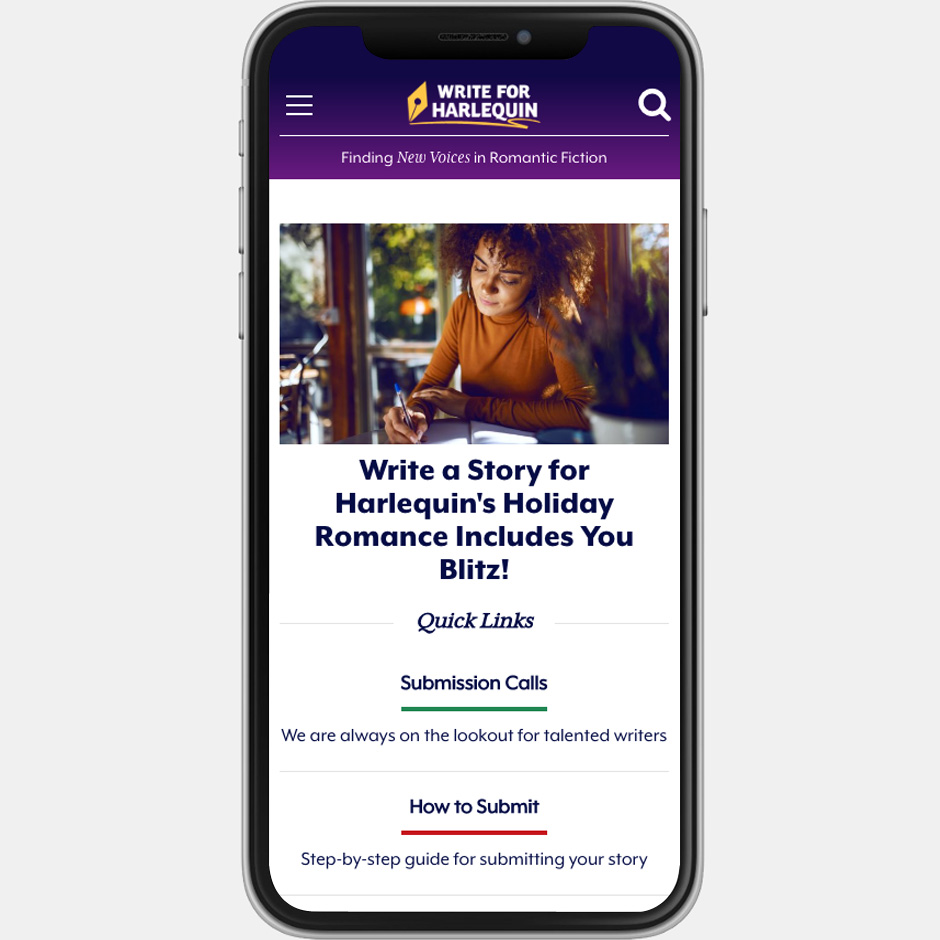 WRITE FOR
HARLEQUIN
Finding New Voices in Romantic Fiction
Write a Story for
Harlequin's Holiday
Romance Includes You
Blitz!
Quick Links
Submission Calls
We are always on the lookout for talented writers
How to Submit
Step-by-step guide for submitting your story